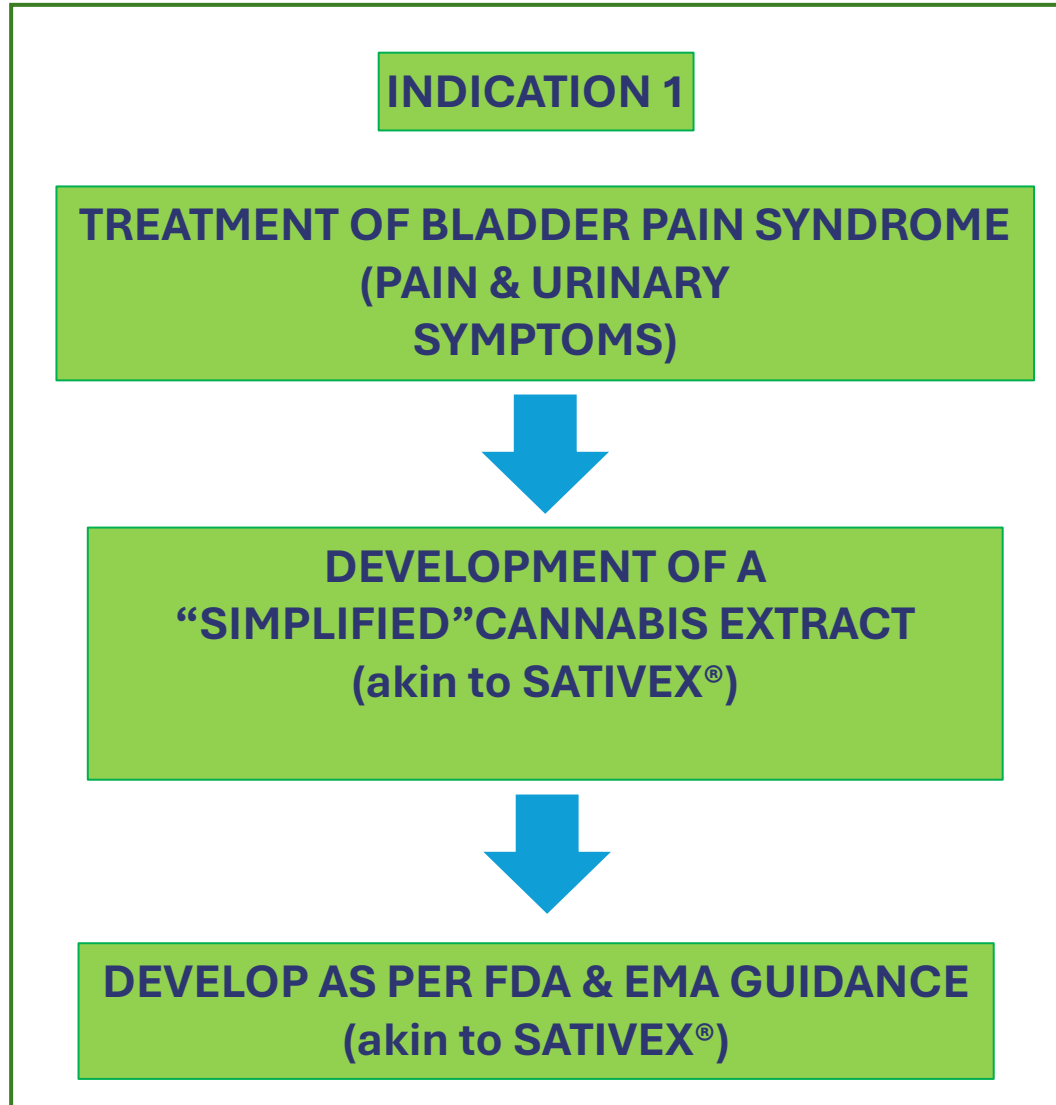 INDICATION 1
TREATMENT OF BLADDER PAIN SYNDROME
(PAIN & URINARY
SYMPTOMS)
DEVELOPMENT OF A
“SIMPLIFIED”CANNABIS EXTRACT
(akin to SATIVEX®)
DEVELOP AS PER FDA & EMA GUIDANCE
(akin to SATIVEX®)